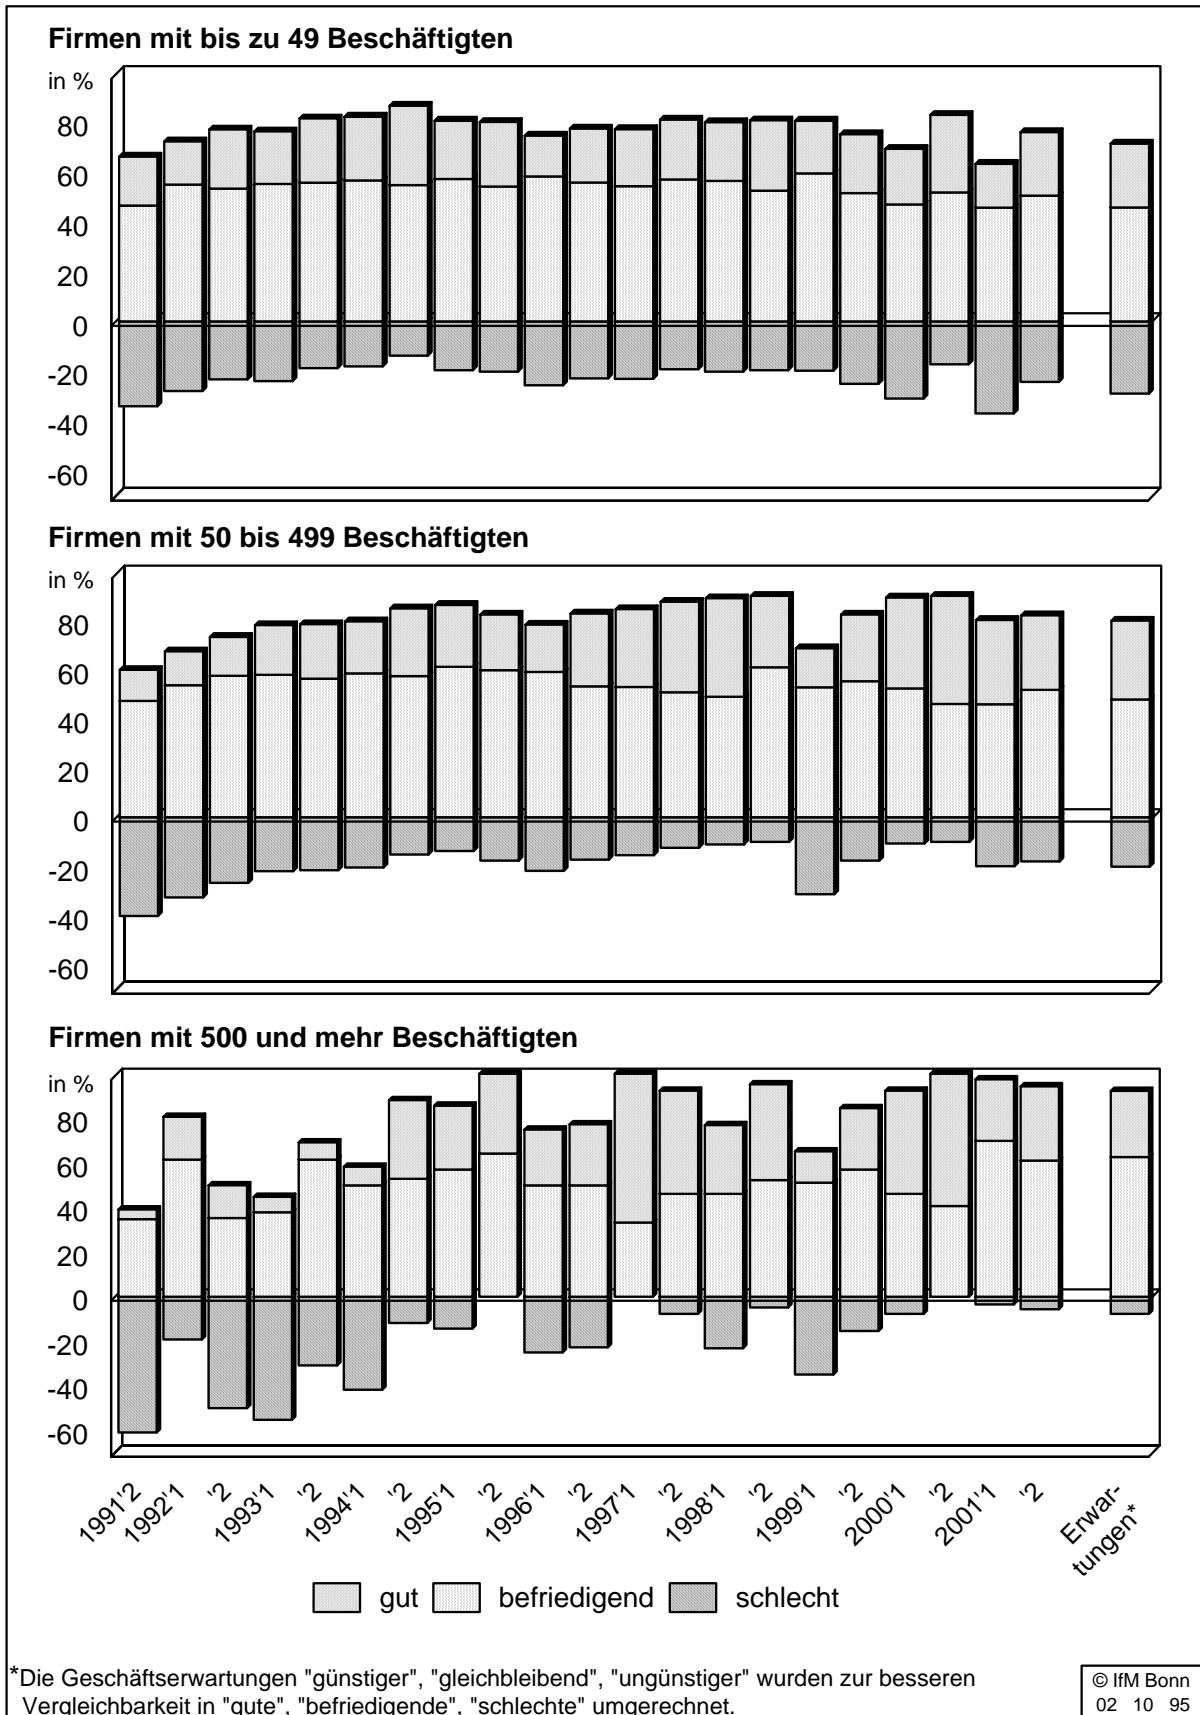 Firmen mit bis zu 49 Beschäftigten
in %
80
60
40
20
0
-20
-40
-60
Firmen mit 50 bis 499 Beschäftigten
in %
80
60
40
20
0
-20
-40
-60
Firmen mit 500 und mehr Beschäftigten
in %
80
60
40
20
0
-20
-40
-60
1991'2 1992'1 '2 1993'1 '2 1994'1 '2 1995'1 '2 1996'1 '2 1997'1 '2 1998'1 '2 1999'1 '2 2000'1 '2 2001'1 '2 Erwar-
tungen*
gut befriedigend schlecht
*Die Geschäftserwartungen "günstiger", "gleichbleibend", "ungünstiger" wurden zur besseren
Vergleichbarkeit in "gute", "befriedigende", "schlechte" umgerechnet.
© IfM Bonn
02 10 95